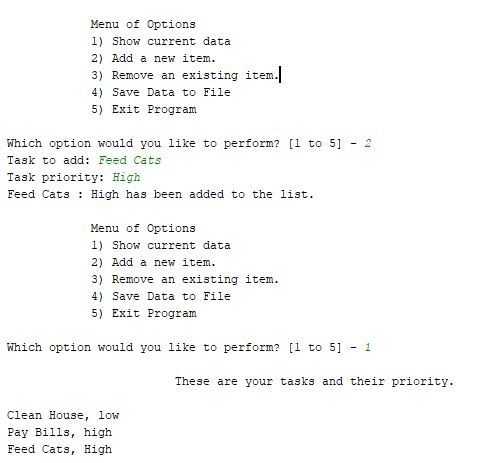 Menu of Options
1) Show current data
2) Add a new item.
3) Remove an existing item.
4) Save Data to File
5) Exit Program
Which option would you like to perform? [1 to 5] - 2
Task to add: Feed Cats
Task priority: High
Feed Cats : High has been added to the list.
Menu of Options
1) Show current data
2) Add a new item.
3) Remove an existing item.
4) Save Data to File
5) Exit Program
Which option would you like to perform? [1 to 5] - 1
These are your tasks and their priority.
Clean House, low
Pay Bills, high
Feed Cats, High